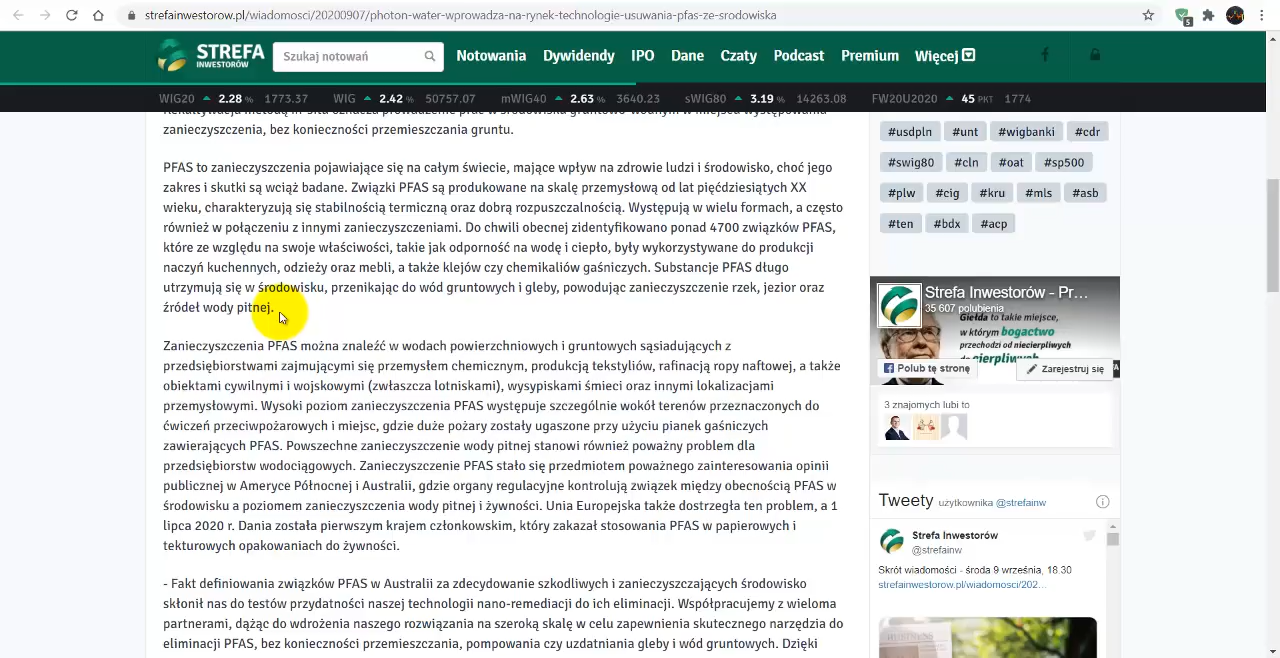 strefainwestorow.pl/wiadomosci/20200907/photon-water-wprowadza-na-rynek-technologie-usuwania-pfas-ze-srodowiska
5
STREFA
INWESTORÓW
Szukaj notowań
Notowania Dywidendy IPO Dane Czaty Podcast Premium Więcej
WIG20 2.28 % 1773.37 WIG 2.42 % 50757.07 mWIG40 2.63 % 3640.23 sWIG80 3.19 % 14263.08 FW20U2020 45 PKT 1774
zanieczyszczenia, bez konieczności przemieszczania gruntu.
PFAS to zanieczyszczenia pojawiające się na całym świecie, mające wpływ na zdrowie ludzi i środowisko, choć jego
zakres i skutki są wciąż badane. Związki PFAS są produkowane na skalę przemysłową od lat pięćdziesiątych XX
wieku, charakteryzują się stabilnością termiczną oraz dobrą rozpuszczalnością. Występują w wielu formach, a często
również w połączeniu z innymi zanieczyszczeniami. Do chwili obecnej zidentyfikowano ponad 4700 związków PFAS,
które ze względu na swoje właściwości, takie jak odporność na wodę i ciepło, były wykorzystywane do produkcji
naczyń kuchennych, odzieży oraz mebli, a także klejów czy chemikaliów gaśniczych. Substancje PFAS długo
utrzymują się w środowisku, przenikając do wód gruntowych i gleby, powodując zanieczyszczenie rzek, jezior oraz
źródeł wody pitnej.
Zanieczyszczenia PFAS można znaleźć w wodach powierzchniowych i gruntowych sąsiadujących z
przedsiębiorstwami zajmującymi się przemysłem chemicznym, produkcją tekstyliów, rafinacją ropy naftowej, a także
obiektami cywilnymi i wojskowymi (zwłaszcza lotniskami), wysypiskami śmieci oraz innymi lokalizacjami
przemysłowymi. Wysoki poziom zanieczyszczenia PFAS występuje szczególnie wokół terenów przeznaczonych do
ćwiczeń przeciwpożarowych i miejsc, gdzie duże pożary zostały ugaszone przy użyciu pianek gaśniczych
zawierających PFAS. Powszechne zanieczyszczenie wody pitnej stanowi również poważny problem dla
przedsiębiorstw wodociągowych. Zanieczyszczenie PFAS stało się przedmiotem poważnego zainteresowania opinii
publicznej w Ameryce Północnej i Australii, gdzie organy regulacyjne kontrolują związek między obecnością PFAS w
środowisku a poziomem zanieczyszczenia wody pitnej i żywności. Unia Europejska także dostrzegła ten problem, a 1
lipca 2020 r. Dania została pierwszym krajem członkowskim, który zakazał stosowania PFAS w papierowych i
tekturowych opakowaniach do żywności.
- Fakt definiowania związków PFAS w Australii za zdecydowanie szkodliwych i zanieczyszczających środowisko
skłonił nas do testów przydatności naszej technologii nano-remediacji do ich eliminacji. Współpracujemy z wieloma
partnerami, dążąc do wdrożenia naszego rozwiązania na szeroką skalę w celu zapewnienia skutecznego narzędzia do
eliminacji PFAS, bez konieczności przemieszczania, pompowania czy uzdatniania gleby i wód gruntowych. Dzięki
#usdpln #unt #wigbanki #cdr
#swig80 #cln #oat #sp500
#plw #cig #kru #mls #asb
#ten #bdx #acp
Strefa Inwestorów - Pr…
35 607 polubienia
Giełda to takie miejsce,
w którym bogactwo
przechodzi od niecierpliwych
do cierpliwych
Polub tę stronę
Zarejestruj się
3 znajomych lubi to
Tweety użytkownika @strefainw
Strefa Inwestorów
@strefainw
Skrót wiadomości - środa 9 września, 18.30
strefainwestorow.pl/wiadomosci/202…